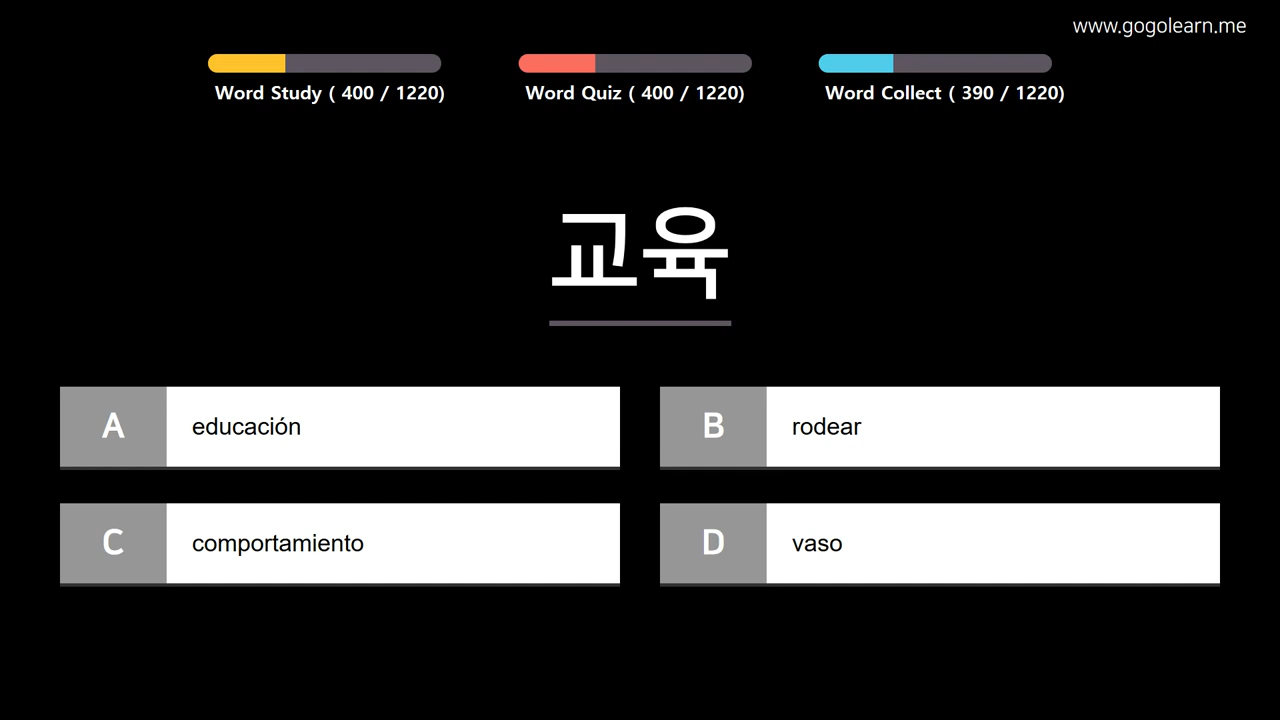 www.gogolearn.me
Word Study ( 400 / 1220)
Word Quiz ( 400 / 1220)
Word Collect ( 390 / 1220)
교육
A educación
B rodear
C comportamiento
D vaso